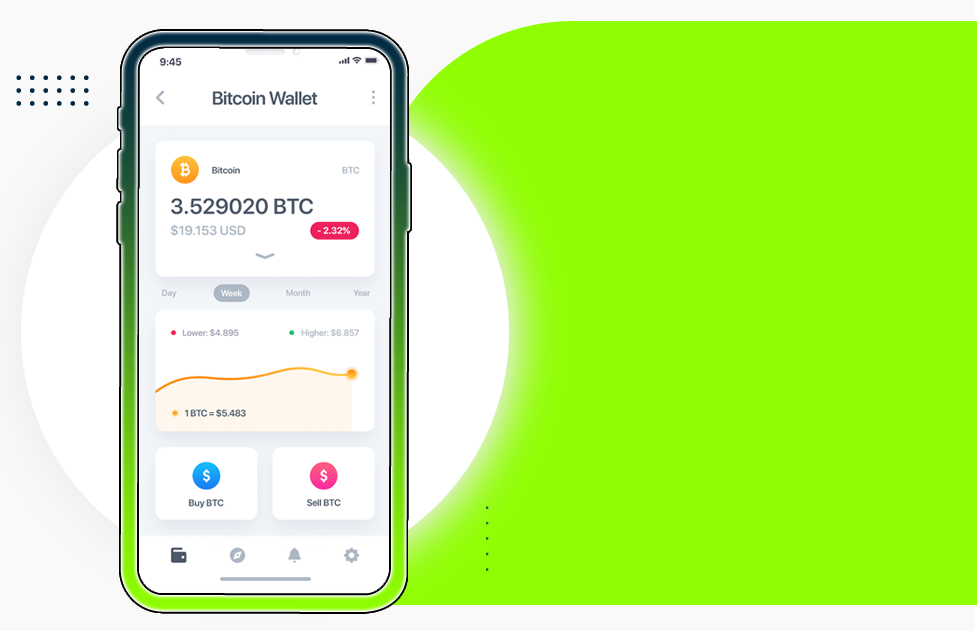 9:45
Bitcoin Wallet
Bitcoin BTC
3.529020 BTC
$19.153 USD - 2.32%
Day Week Month Year
Lower: $4.895 Higher: $6.857
1 BTC = $5.483
Buy BTC Sell BTC